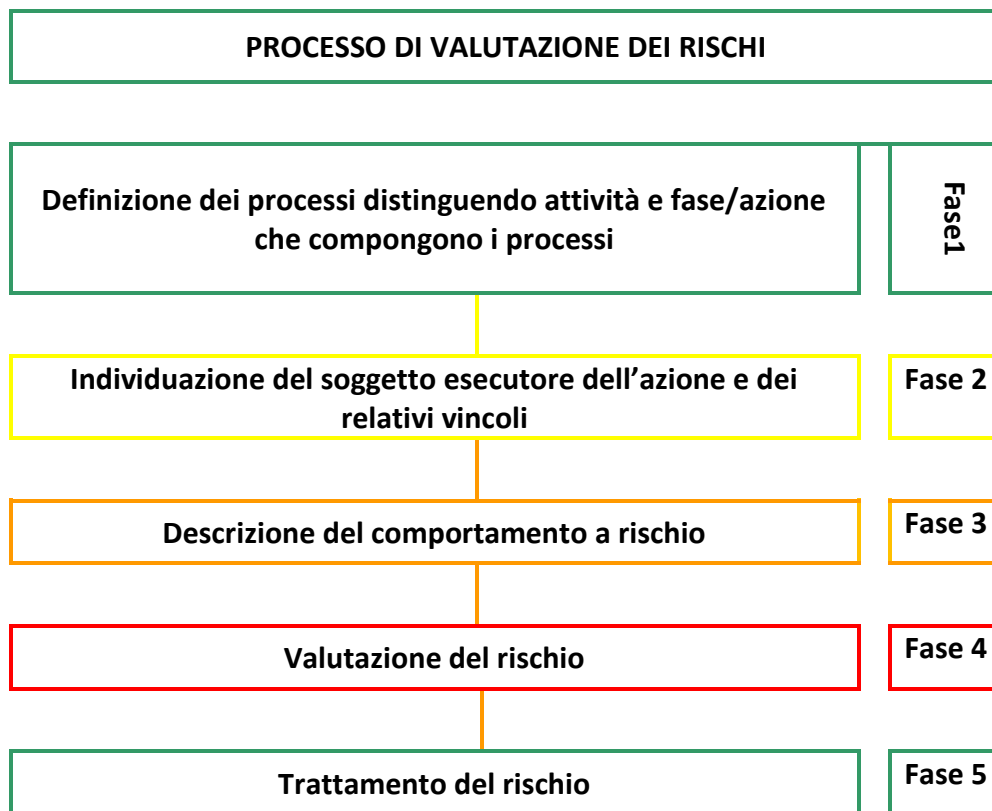 PROCESSO DI VALUTAZIONE DEI RISCHI
Definizione dei processi distinguendo attività e fase/azione
che compongono i processi
Fase1
Individuazione del soggetto esecutore dell’azione e dei
relativi vincoli
Fase 2
Descrizione del comportamento a rischio
Fase 3
Valutazione del rischio
Fase 4
Trattamento del rischio
Fase 5